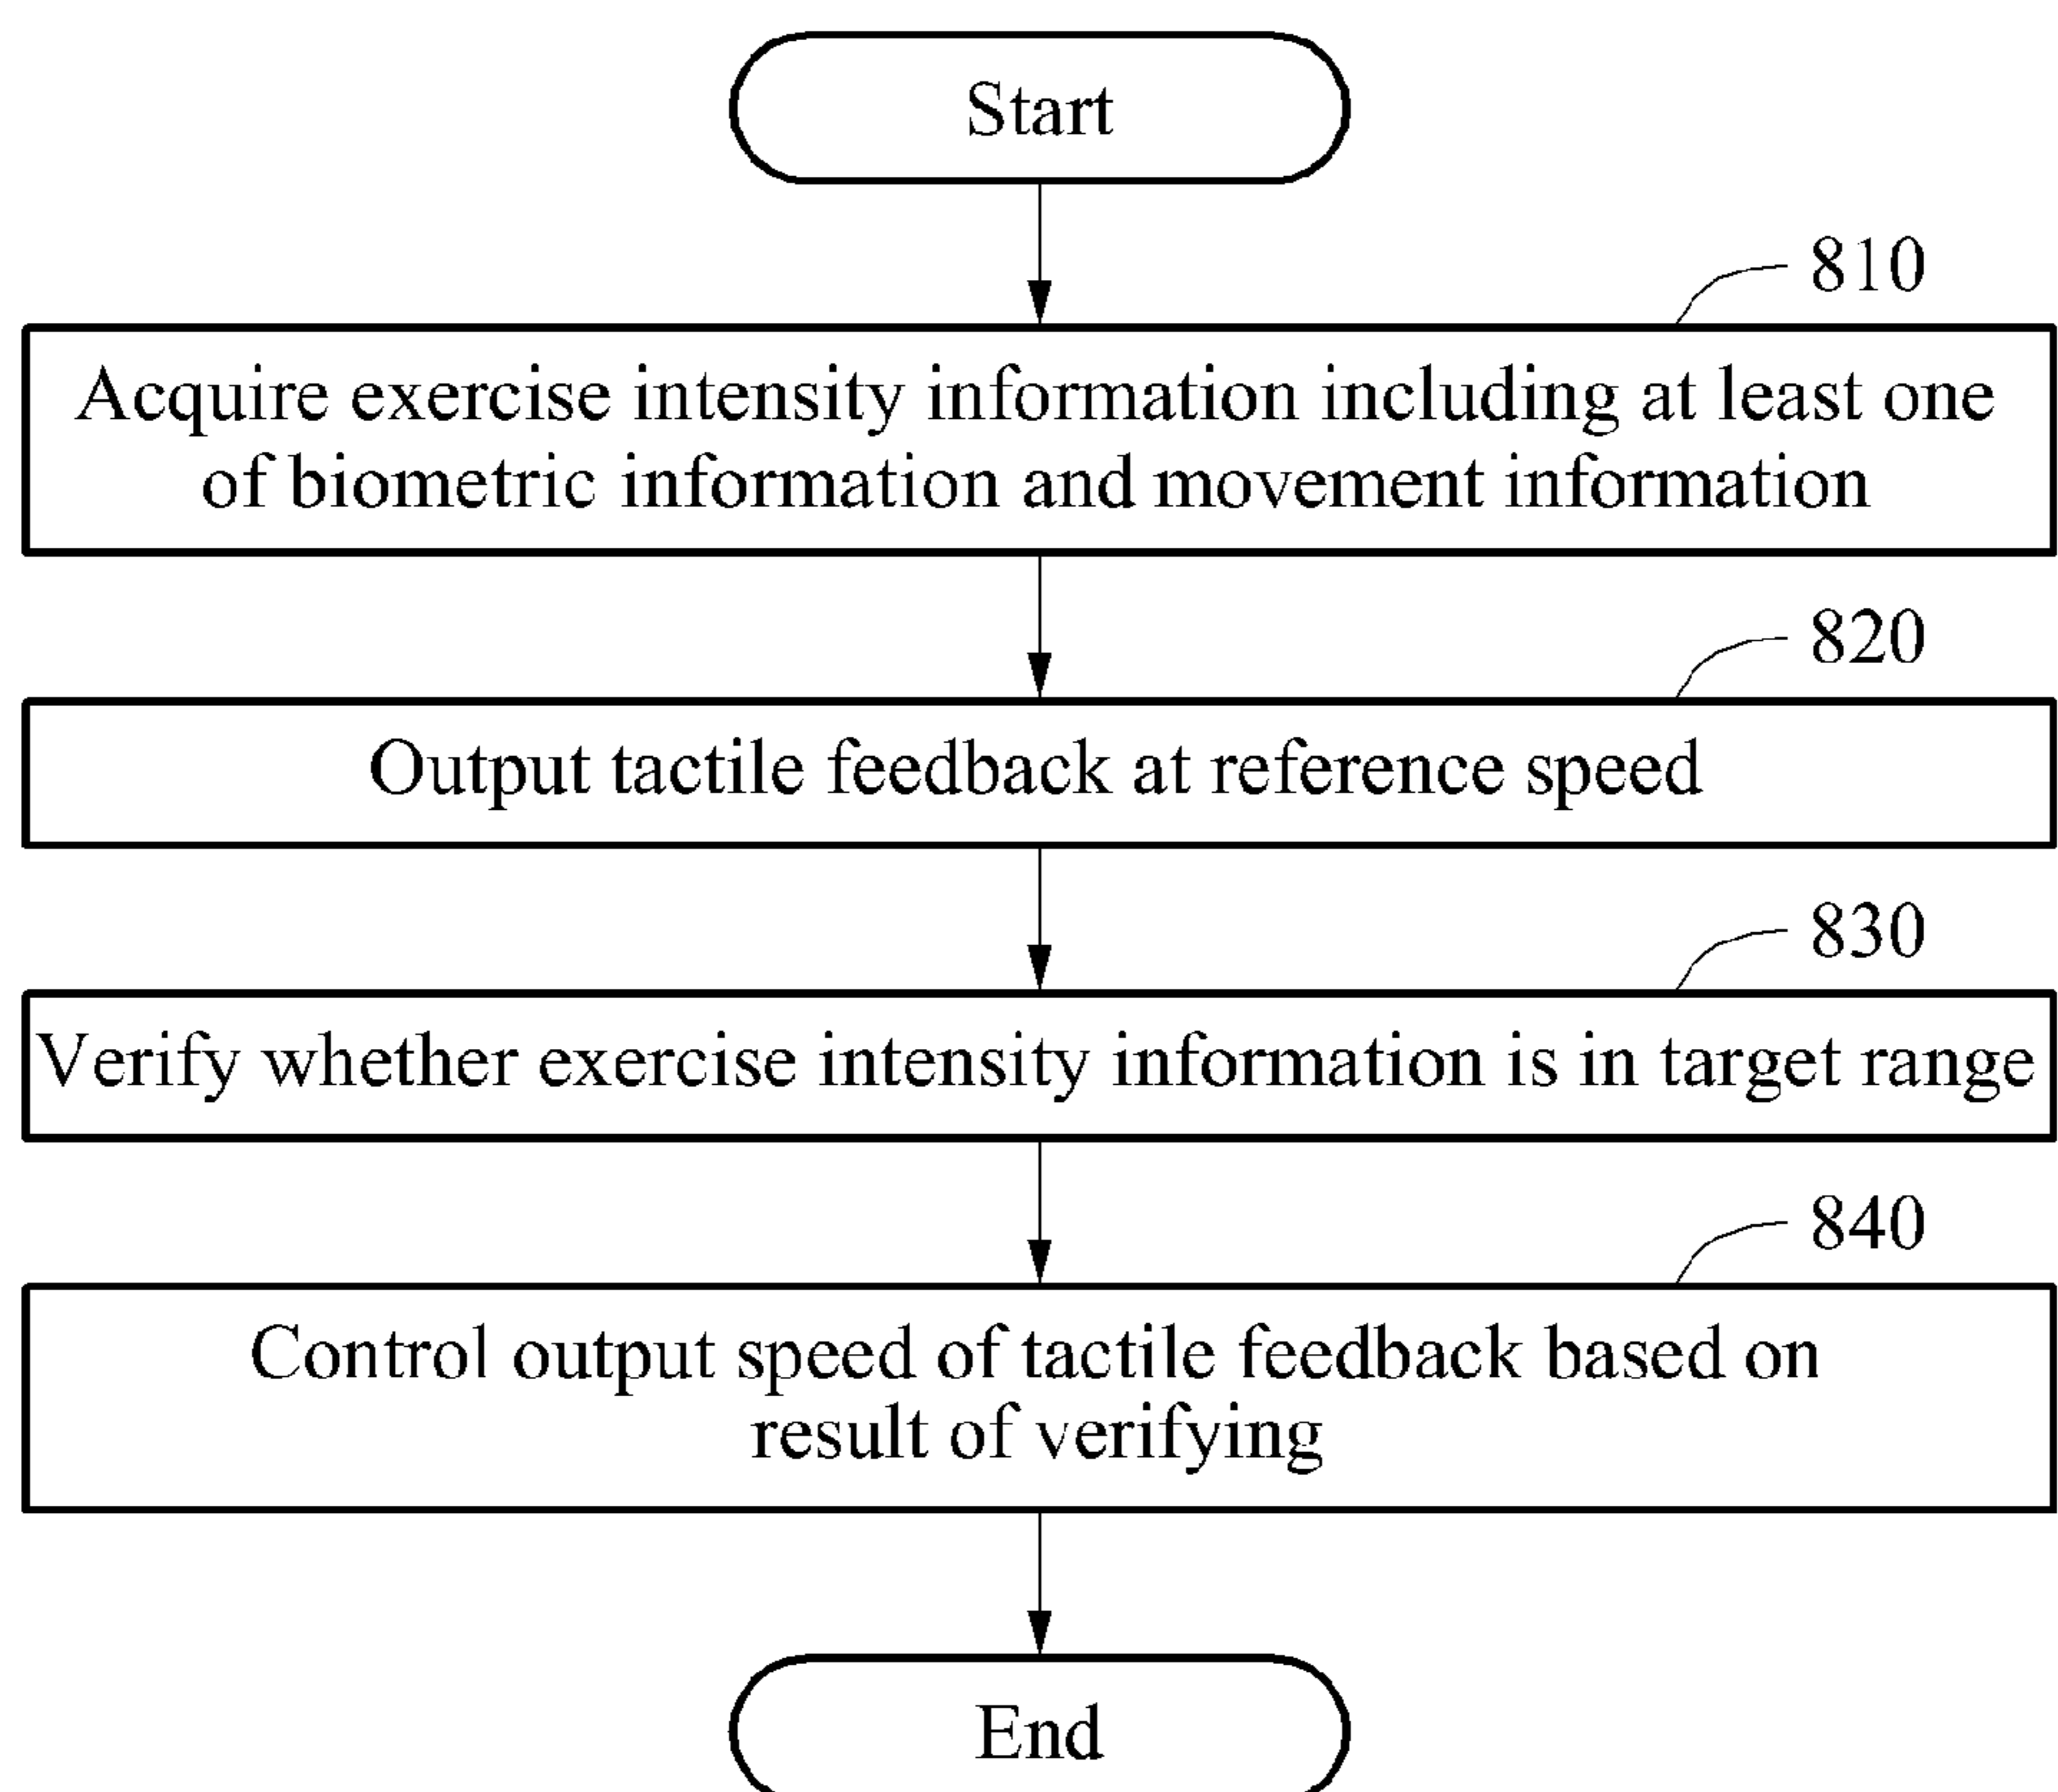 Start
810
Acquire exercise intensity information including at least one
of biometric information and movement information
820
Output tactile feedback at reference speed
830
Verify whether exercise intensity information is in target range
840
Control output speed of tactile feedback based on
result of verifying
End